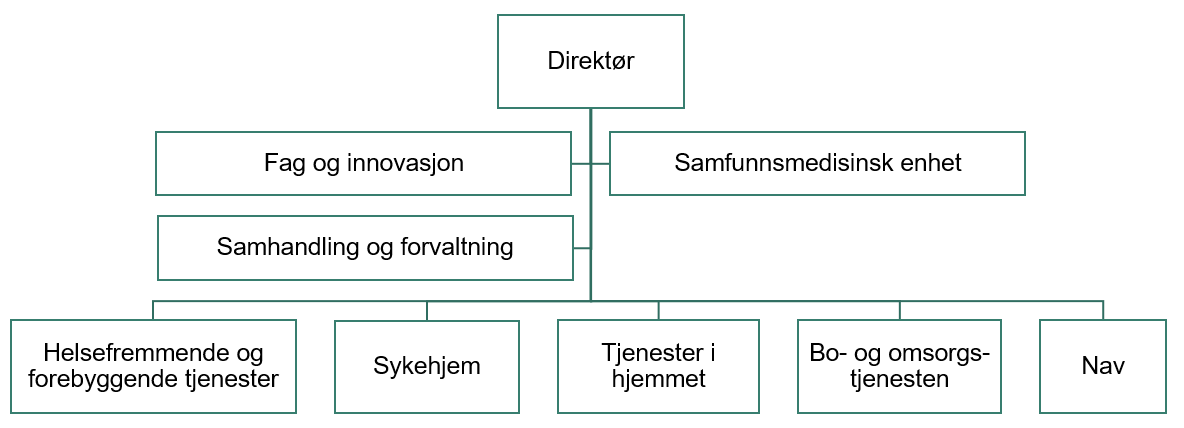 Direktør
Fag og innovasjon
Samfunnsmedisinsk enhet
Samhandling og forvaltning
Helsefremmende og
forebyggende tjenester
Sykehjem
Tjenester i
hjemmet
Bo- og omsorgs-
tjenesten
Nav